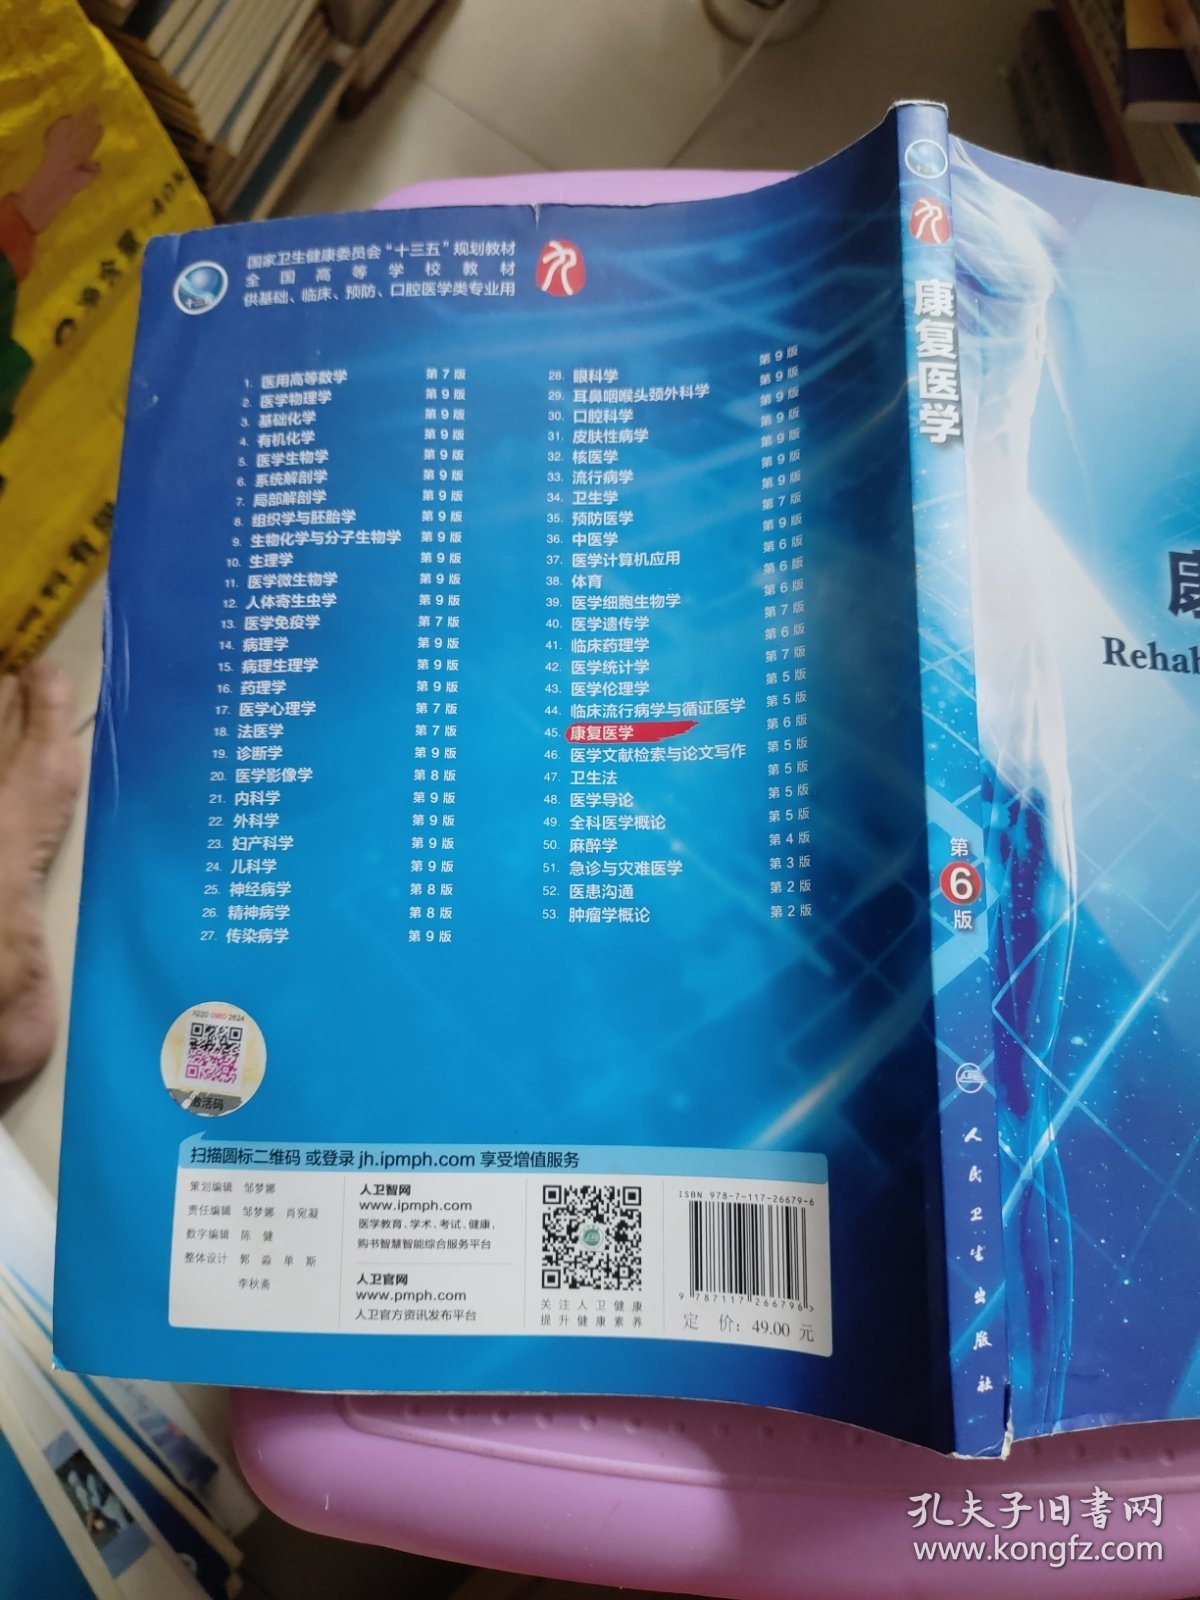 国家卫生健康委员会“十三五”规划教材
全国高等学校教材
供基础、临床、预防、口腔医学类专业用
十三五
九
1. 医用高等数学 第7版
2. 医学物理学 第9版
3. 基础化学 第9版
4. 有机化学 第9版
5. 医学生物学 第9版
6. 系统解剖学 第9版
7. 局部解剖学 第9版
8. 组织学与胚胎学 第9版
9. 生物化学与分子生物学 第9版
10. 生理学 第9版
11. 医学微生物学 第9版
12. 人体寄生虫学 第9版
13. 医学免疫学 第7版
14. 病理学 第9版
15. 病理生理学 第9版
16. 药理学 第9版
17. 医学心理学 第7版
18. 法医学 第7版
19. 诊断学 第9版
20. 医学影像学 第8版
21. 内科学 第9版
22. 外科学 第9版
23. 妇产科学 第9版
24. 儿科学 第9版
25. 神经病学 第8版
26. 精神病学 第8版
27. 传染病学 第9版
28. 眼科学 第9版
29. 耳鼻咽喉头颈外科学 第9版
30. 口腔科学 第9版
31. 皮肤性病学 第9版
32. 核医学 第9版
33. 流行病学 第9版
34. 卫生学 第9版
35. 预防医学 第7版
36. 中医学 第9版
37. 医学计算机应用 第6版
38. 体育 第6版
39. 医学细胞生物学 第6版
40. 医学遗传学 第7版
41. 临床药理学 第6版
42. 医学统计学 第7版
43. 医学伦理学 第5版
44. 临床流行病学与循证医学 第5版
45. 康复医学 第6版
46. 医学文献检索与论文写作 第5版
47. 卫生法 第5版
48. 医学导论 第5版
49. 全科医学概论 第5版
50. 麻醉学 第4版
51. 急诊与灾难医学 第3版
52. 医患沟通 第2版
53. 肿瘤学概论 第2版
激活码
扫描圆标二维码 或登录 jh.ipmph.com 享受增值服务
策划编辑 邹梦娜
责任编辑 邹梦娜 肖宛凝
数字编辑 陈健
整体设计 郭淼 单斯
李秋斋
人卫智网
www.ipmph.com
医学教育、学术、考试、健康，
购书智慧智能综合服务平台
人卫官网
www.pmph.com
人卫官方资讯发布平台
关注人卫健康
提升健康素养
ISBN 978-7-117-26679-6
9 787117 266796 >
定 价：49.00 元
十三五
九
康复医学
第6版
人民卫生出版社
康
Rehab
孔夫子旧书网
www.kongfz.com